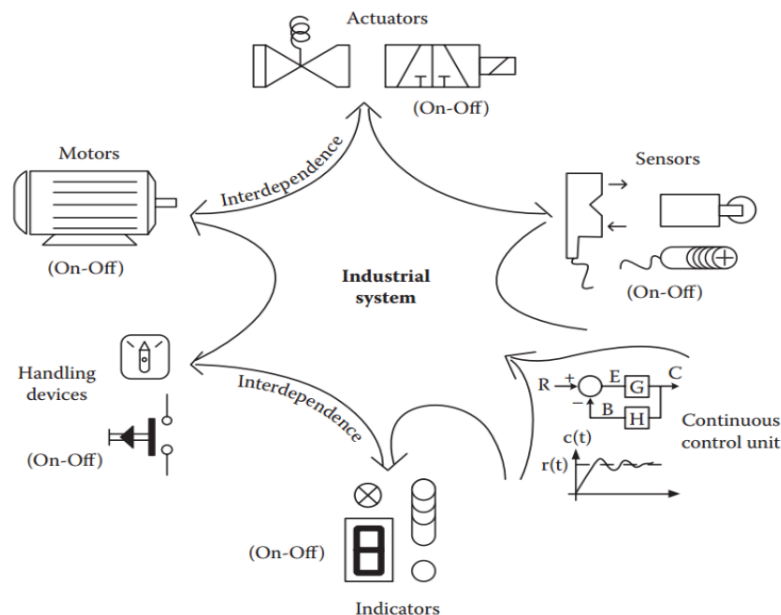 Actuators
(On-Off)
Motors
Interdependence
Sensors
(On-Off)
(On-Off)
Industrial
system
Handling
devices
(On-Off)
Interdependence
R
+
E
G
C
−
B
H
Continuous
control unit
c(t)
r(t)
(On-Off)
8
Indicators